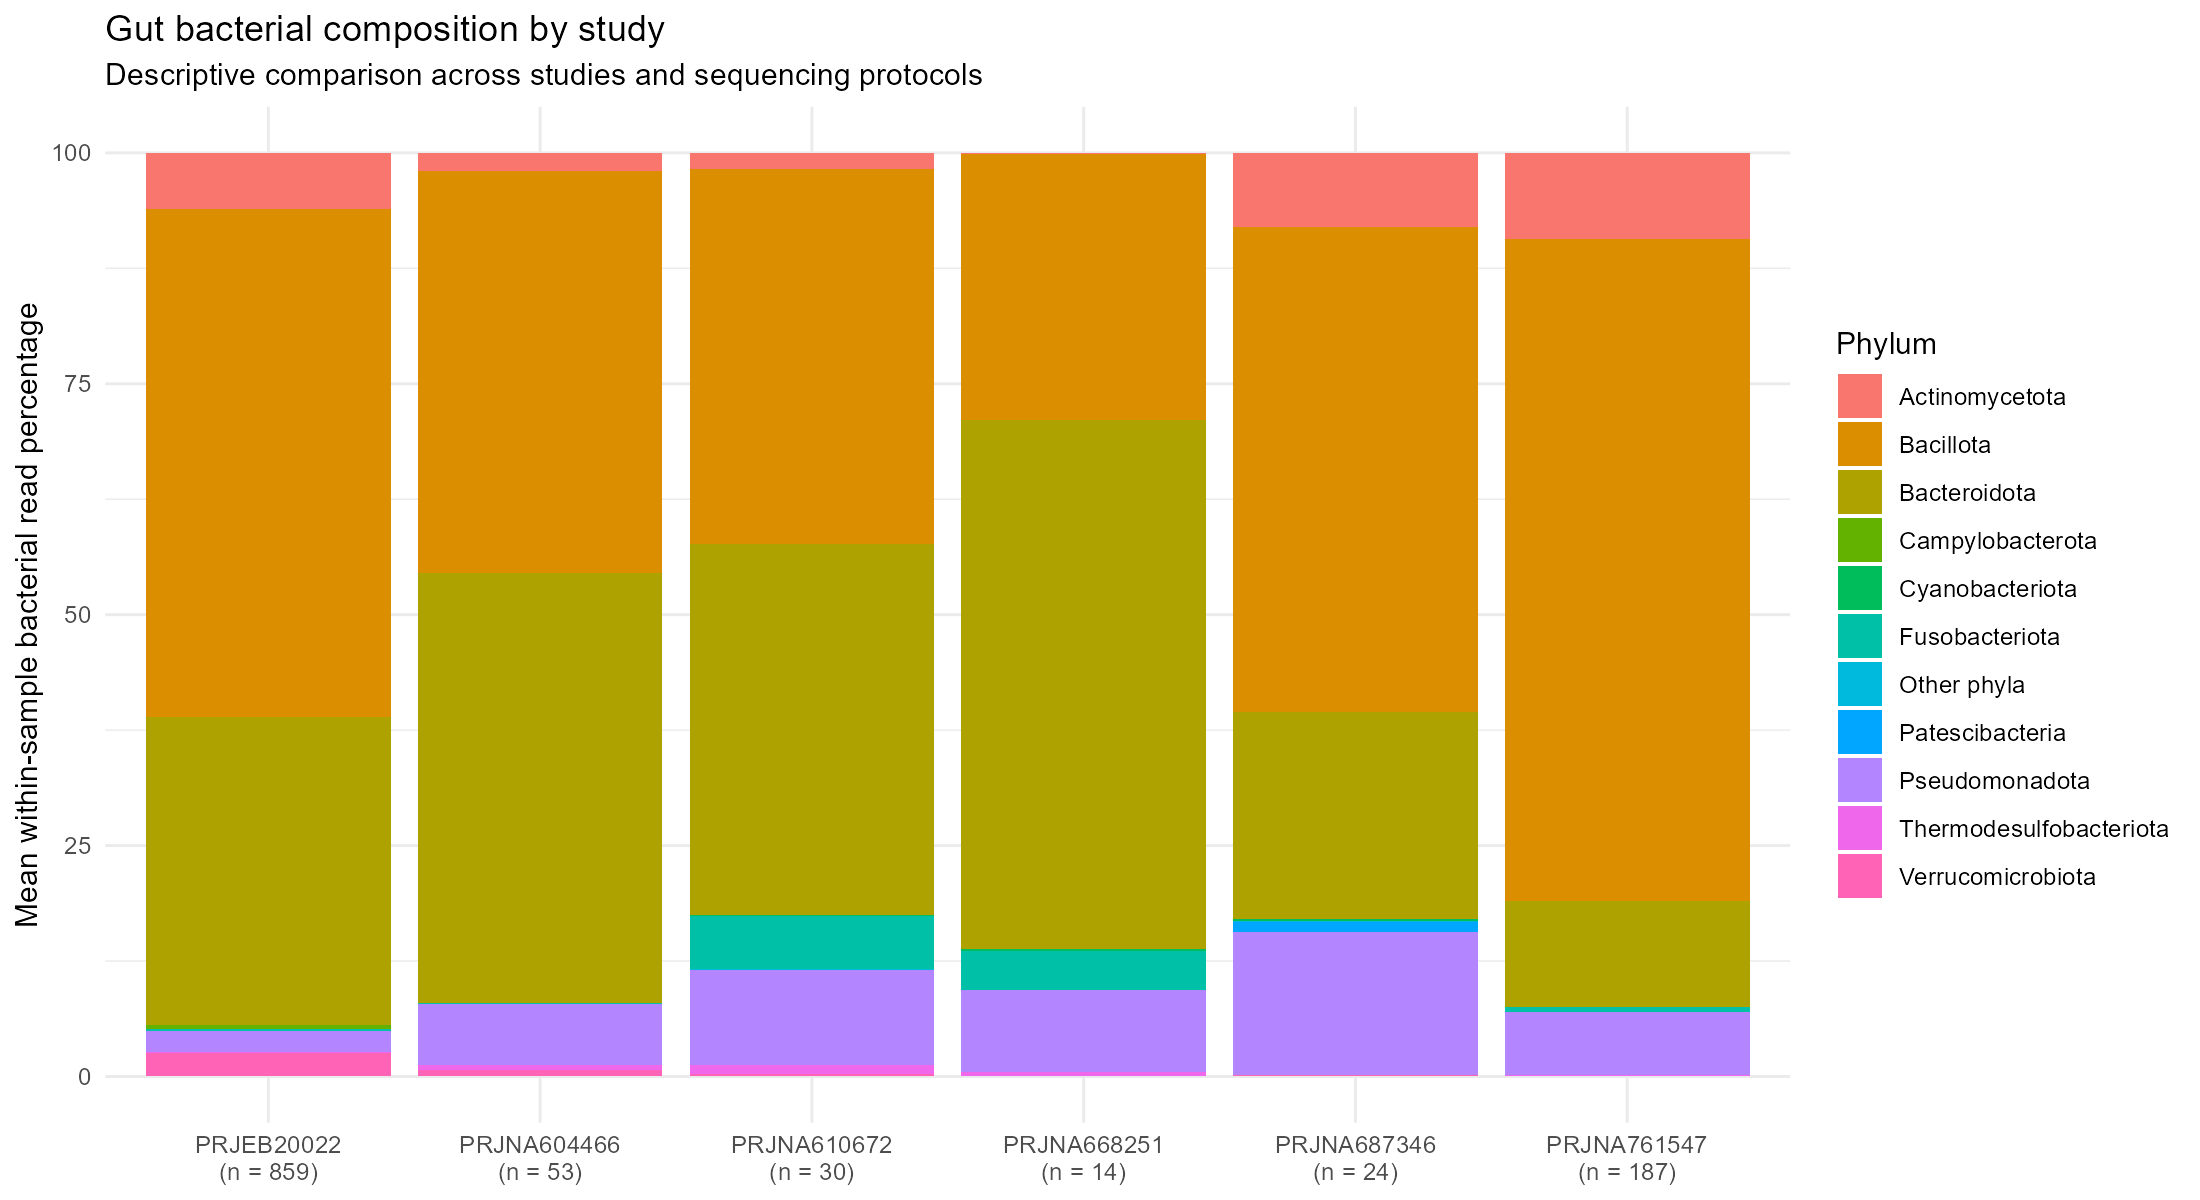 Gut bacterial composition by study
Descriptive comparison across studies and sequencing protocols
Mean within-sample bacterial read percentage
100
75
50
25
0
PRJEB20022
(n = 859)
PRJNA604466
(n = 53)
PRJNA610672
(n = 30)
PRJNA668251
(n = 14)
PRJNA687346
(n = 24)
PRJNA761547
(n = 187)
Phylum
Actinomycetota
Bacillota
Bacteroidota
Campylobacterota
Cyanobacteriota
Fusobacteriota
Other phyla
Patescibacteria
Pseudomonadota
Thermodesulfobacteriota
Verrucomicrobiota